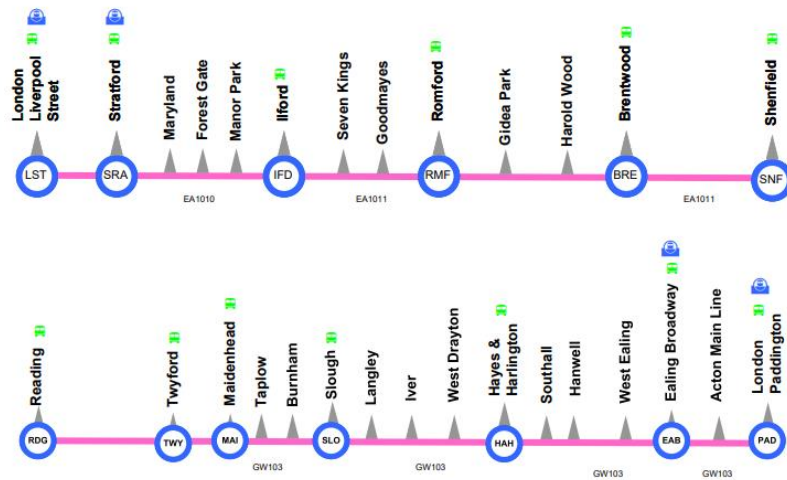 London
Liverpool
Street
Stratford
Maryland
Forest Gate
Manor Park
Ilford
Seven Kings
Goodmayes
Romford
Gidea Park
Harold Wood
Brentwood
Shenfield
LST
SRA
IFD
RMF
BRE
SNF
EA1010
EA1011
EA1011
Reading
Twyford
Maidenhead
Taplow
Burnham
Slough
Langley
Iver
West Drayton
Hayes &
Harlington
Southall
Hanwell
West Ealing
Ealing Broadway
Acton Main Line
London
Paddington
RDG
TWY
MAI
SLO
HAH
EAB
PAD
GW103
GW103
GW103
GW103